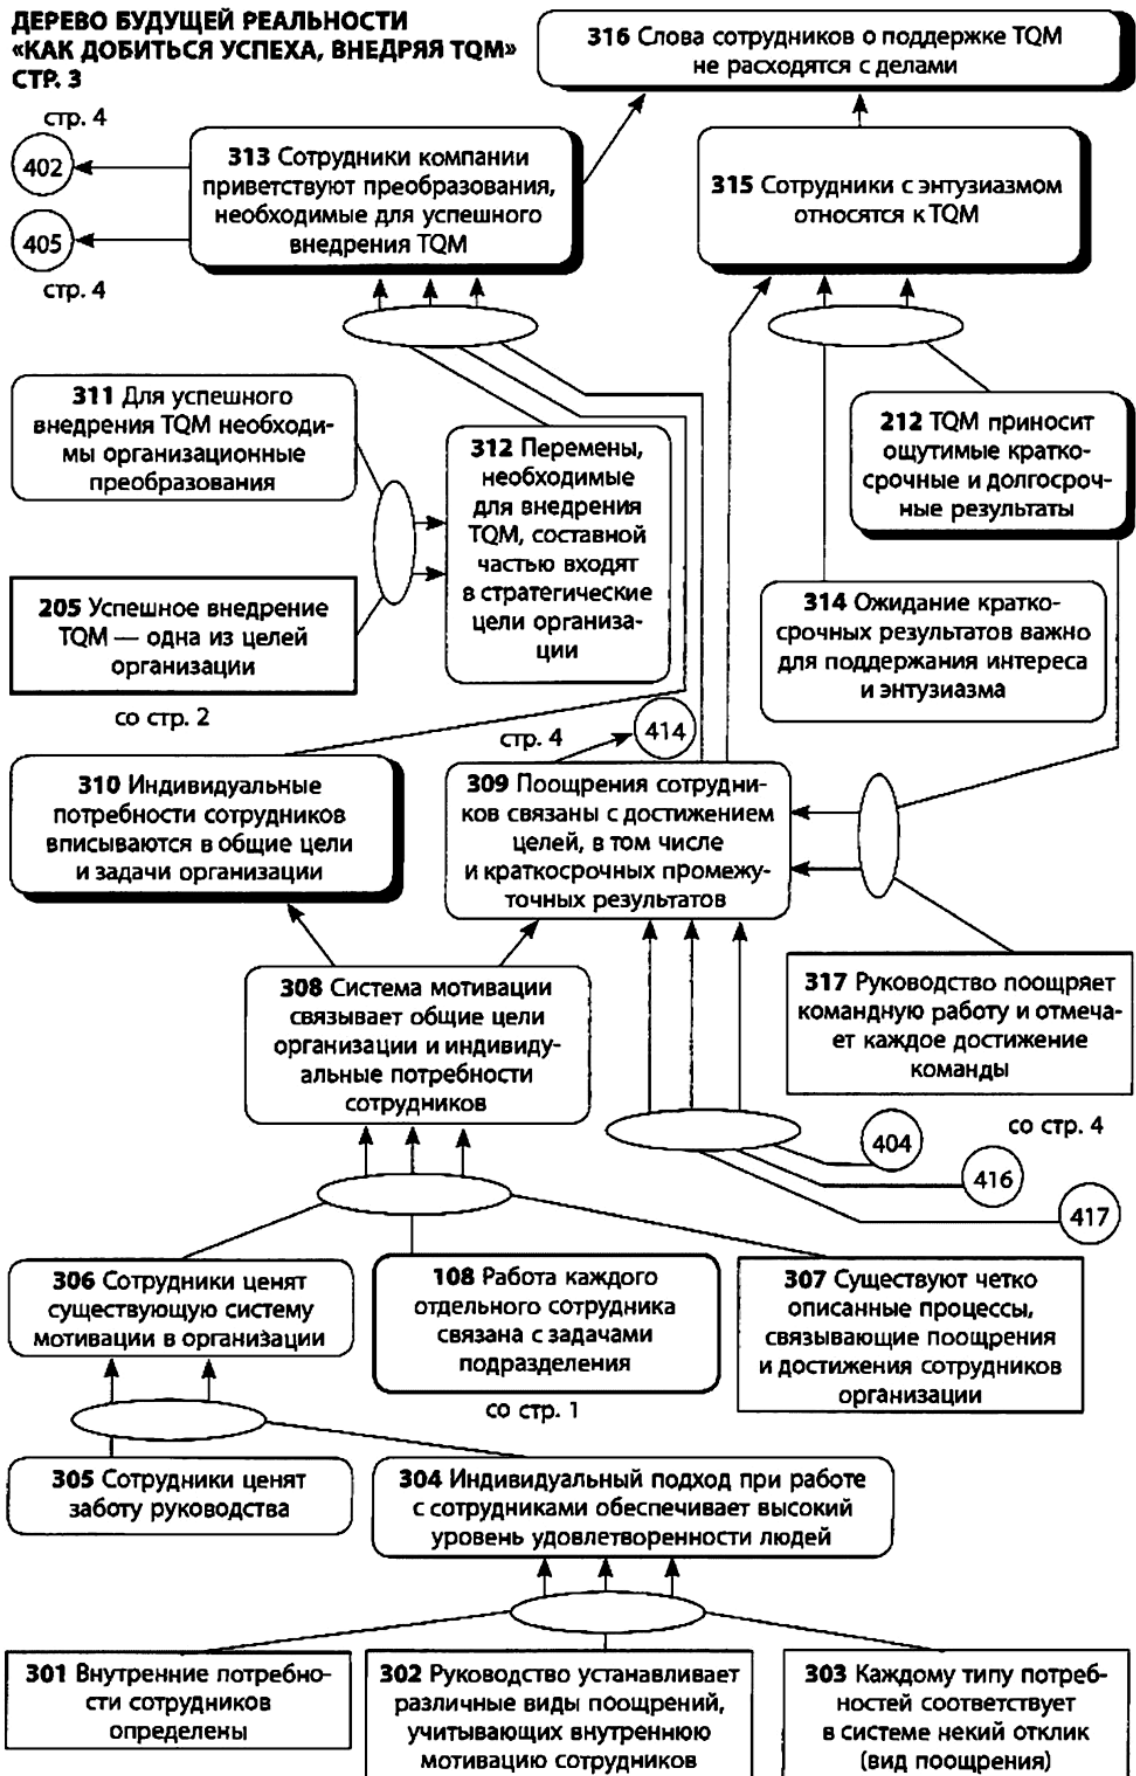 ДЕРЕВО БУДУЩЕЙ РЕАЛЬНОСТИ
«КАК ДОБИТЬСЯ УСПЕХА, ВНЕДРЯЯ TQM»
СТР. 3
316 Слова сотрудников о поддержке TQM
не расходятся с делами
стр. 4
402
405
стр. 4
313 Сотрудники компании
приветствуют преобразования,
необходимые для успешного
внедрения TQM
315 Сотрудники с энтузиазмом
относятся к TQM
311 Для успешного
внедрения TQM необходи-
мы организационные
преобразования
312 Перемены,
необходимые
для внедрения
TQM, составной
частью входят
в стратегические
цели организа-
ции
212 TQM приносит
ощутимые кратко-
срочные и долгосроч-
ные результаты
205 Успешное внедрение
TQM — одна из целей
организации
со стр. 2
314 Ожидание кратко-
срочных результатов важно
для поддержания интереса
и энтузиазма
стр. 4
414
310 Индивидуальные
потребности сотрудников
вписываются в общие цели
и задачи организации
309 Поощрения сотрудни-
ков связаны с достижением
целей, в том числе
и краткосрочных промежу-
точных результатов
308 Система мотивации
связывает общие цели
организации и индивиду-
альные потребности
сотрудников
317 Руководство поощряет
командную работу и отмеча-
ет каждое достижение
команды
со стр. 4
404
416
417
306 Сотрудники ценят
существующую систему
мотивации в организации
108 Работа каждого
отдельного сотрудника
связана с задачами
подразделения
со стр. 1
307 Существуют четко
описанные процессы,
связывающие поощрения
и достижения сотрудников
организации
305 Сотрудники ценят
заботу руководства
304 Индивидуальный подход при работе
с сотрудниками обеспечивает высокий
уровень удовлетворенности людей
301 Внутренние потребно-
сти сотрудников
определены
302 Руководство устанавливает
различные виды поощрений,
учитывающих внутреннюю
мотивацию сотрудников
303 Каждому типу потреб-
ностей соответствует
в системе некий отклик
(вид поощрения)